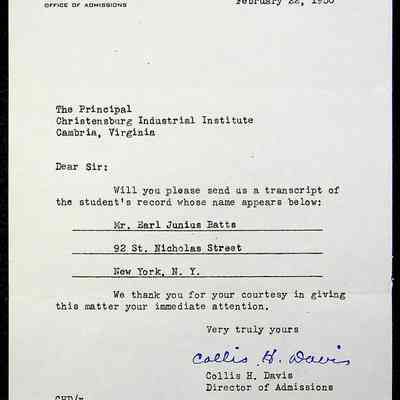 OFFICE OF ADMISSIONS
February 22, 1950
The Principal
Christensburg Industrial Institute
Cambria, Virginia
Dear Sir:
Will you please send us a transcript of
the student's record whose name appears below:
Mr. Earl Junius Batts
92 St. Nicholas Street
New York, N. Y.
We thank you for your courtesy in giving
this matter your immediate attention.
Very truly yours
Collis H. Davis
Collis H. Davis
Director of Admissions